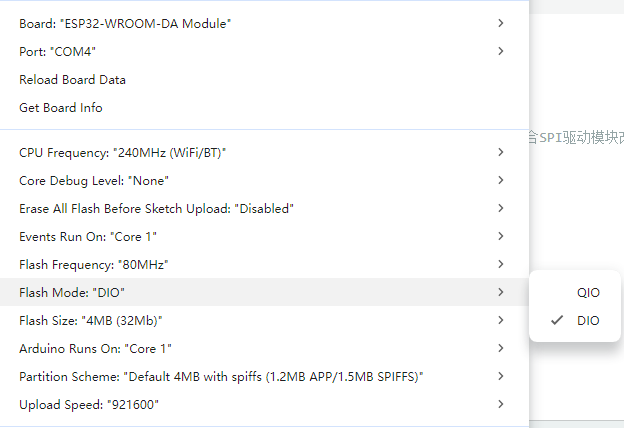 Board: "ESP32-WROOM-DA Module"
Port: "COM4"
Reload Board Data
Get Board Info
合SPI驱动模块改
CPU Frequency: "240MHz (WiFi/BT)"
Core Debug Level: "None"
Erase All Flash Before Sketch Upload: "Disabled"
Events Run On: "Core 1"
Flash Frequency: "80MHz"
Flash Mode: "DIO"
QIO
DIO
Flash Size: "4MB (32Mb)"
Arduino Runs On: "Core 1"
Partition Scheme: "Default 4MB with spiffs (1.2MB APP/1.5MB SPIFFS)"
Upload Speed: "921600"